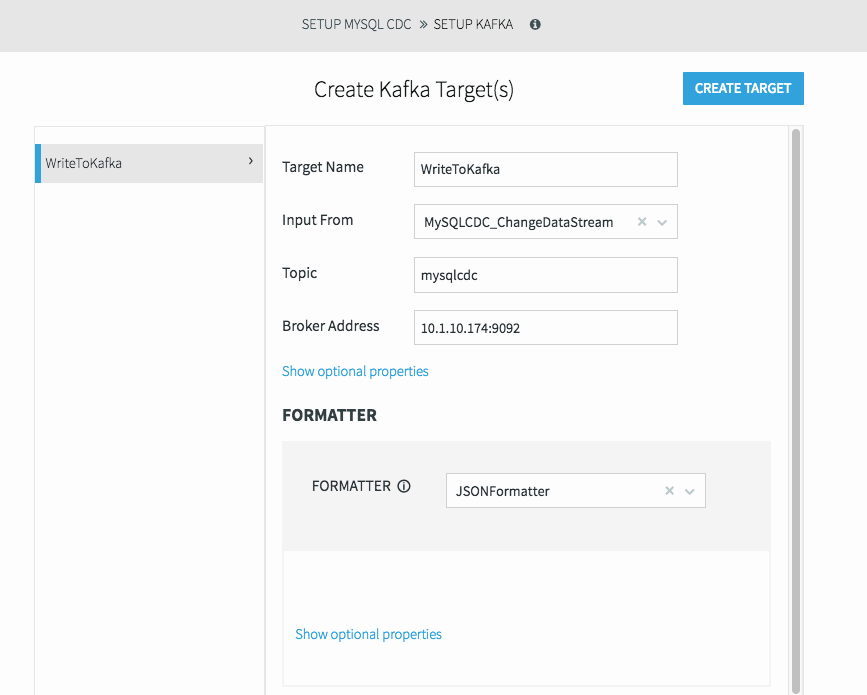 SETUP MYSQL CDC » SETUP KAFKA
Create Kafka Target(s)
CREATE TARGET
WriteToKafka
Target Name
WriteToKafka
Input From
MySQLCDC_ChangeDataStream
Topic
mysqlcdc
Broker Address
10.1.10.174:9092
Show optional properties
FORMATTER
FORMATTER
JSONFormatter
Show optional properties